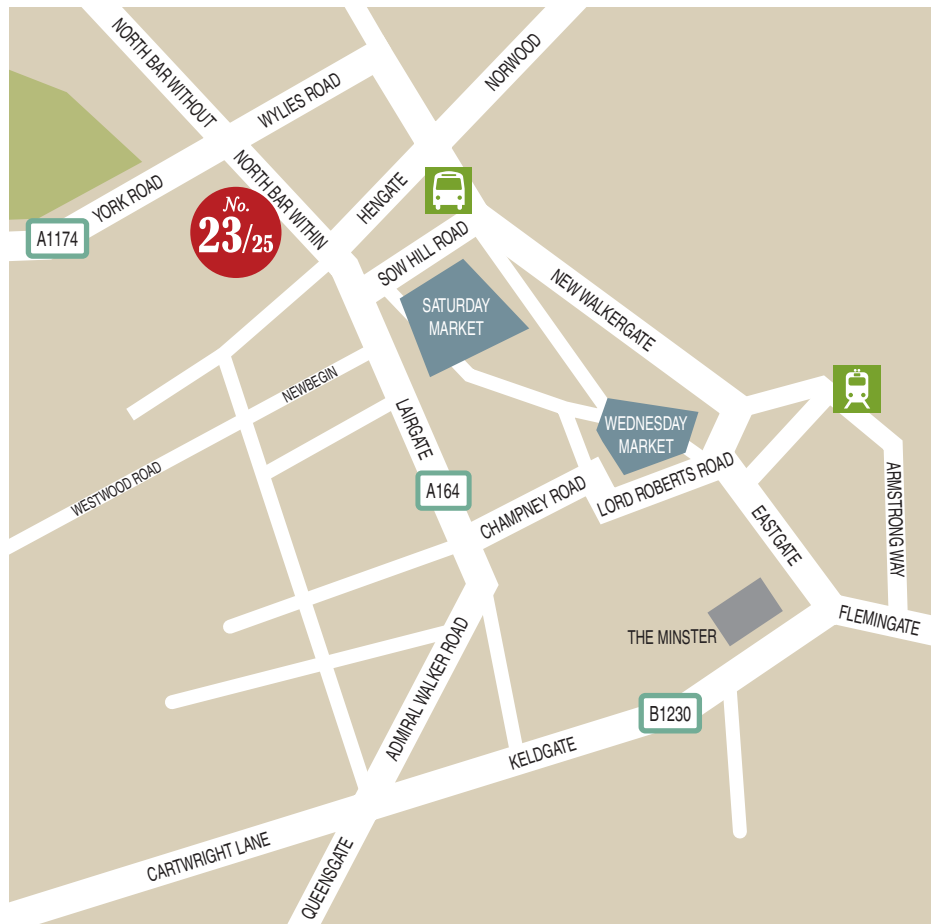 NORTH BAR WITHOUT
WYLIES ROAD
NORWOOD
YORK ROAD
A1174
No.
23/25
NORTH BAR WITHIN
HENGATE
SOW HILL ROAD
SATURDAY
MARKET
NEW WALKERGATE
NEWBEGIN
LAIRGATE
WEDNESDAY
MARKET
WESTWOOD ROAD
A164
CHAMPNEY ROAD
LORD ROBERTS ROAD
EASTGATE
ARMSTRONG WAY
FLEMINGATE
THE MINSTER
ADMIRAL WALKER ROAD
B1230
KELDGATE
CARTWRIGHT LANE
QUEENSGATE